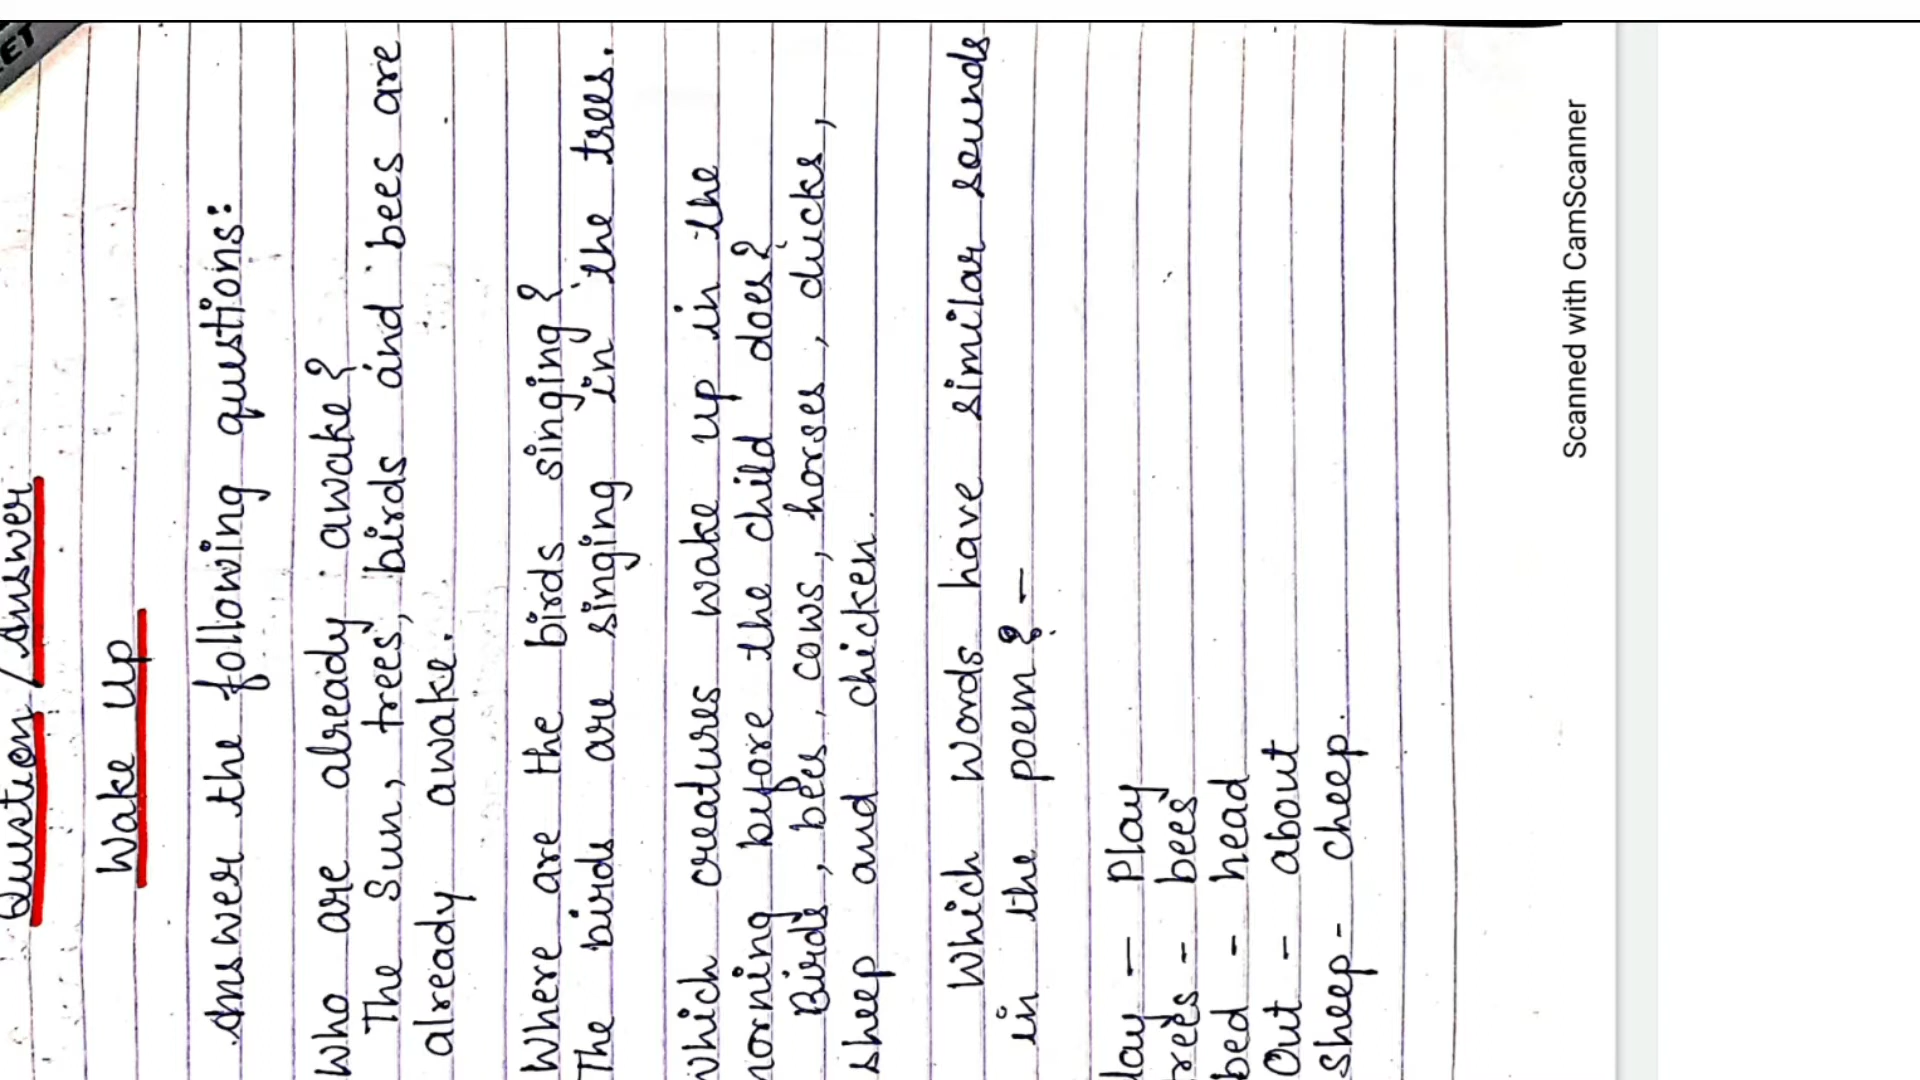 Question / Answer
Wake Up
Answer the following questions:
Who are already awake?
The Sun, trees, birds and bees are
already awake.
Where are the birds singing?
The birds are singing in the trees.
which creatures wake up in the
morning before the child does?
Birds, bees, cows, horses, ducks,
sheep and chicken.
Which words have similar sounds
in the poem? -
day - Play
trees - bees
bed - head
Out - about
Sheep - cheep.
Scanned with CamScanner